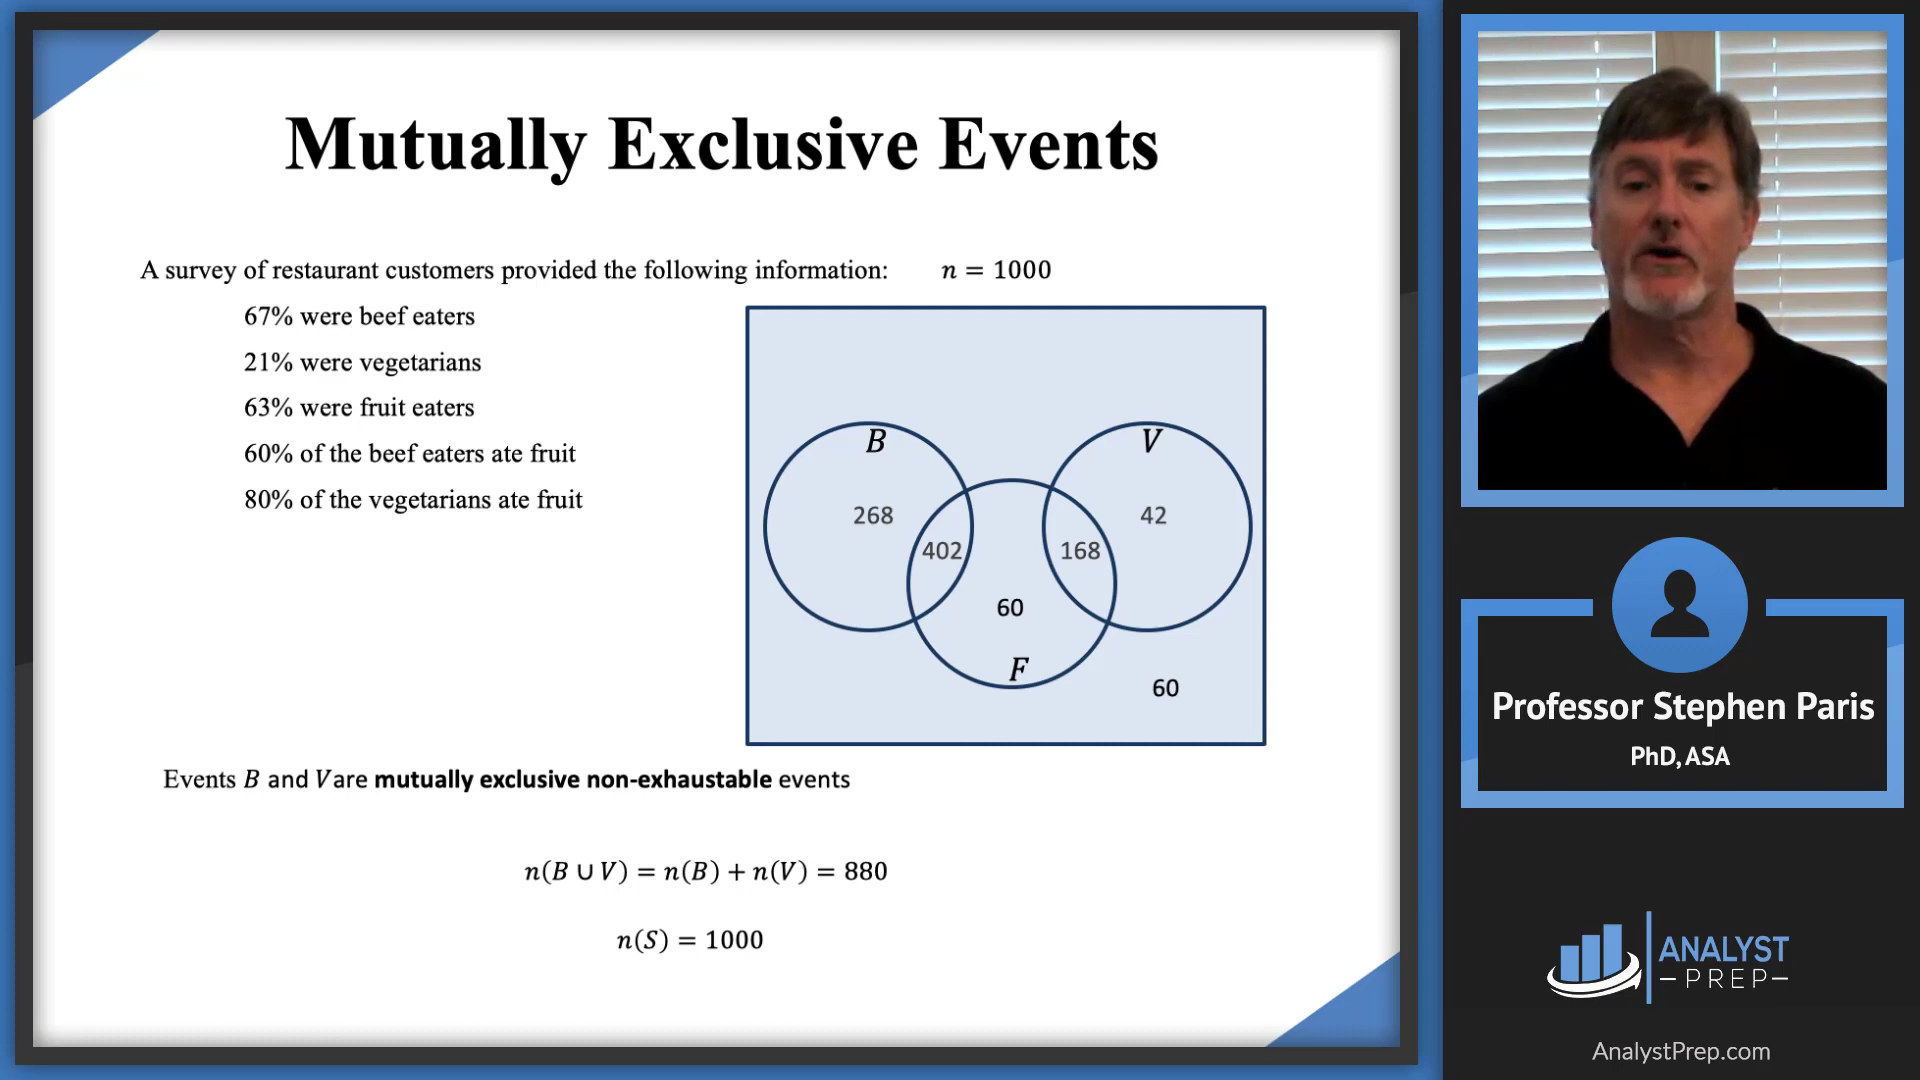 Mutually Exclusive Events
A survey of restaurant customers provided the following information: n = 1000
67% were beef eaters
21% were vegetarians
63% were fruit eaters
60% of the beef eaters ate fruit
80% of the vegetarians ate fruit
B
V
268
42
402
168
60
F
60
Events B and V are mutually exclusive non-exhaustable events
n(B ∪ V) = n(B) + n(V) = 880
n(S) = 1000
Professor Stephen Paris
PhD, ASA
ANALYST
PREP
AnalystPrep.com